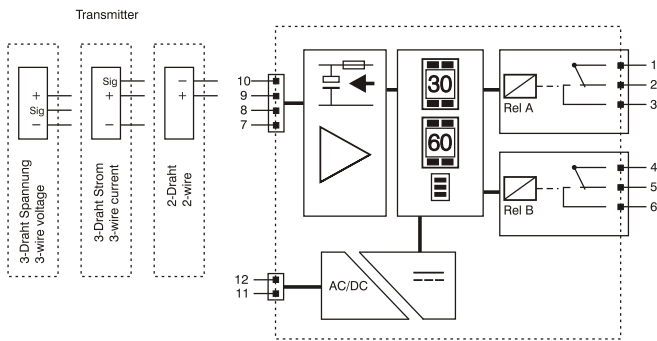 Transmitter
+
Sig
−
3-Draht Spannung
3-wire voltage
Sig
+
−
3-Draht Strom
3-wire current
−
+
2-Draht
2-wire
10
9
8
7
12
11
30
60
AC/DC
Rel A
1
2
3
Rel B
4
5
6